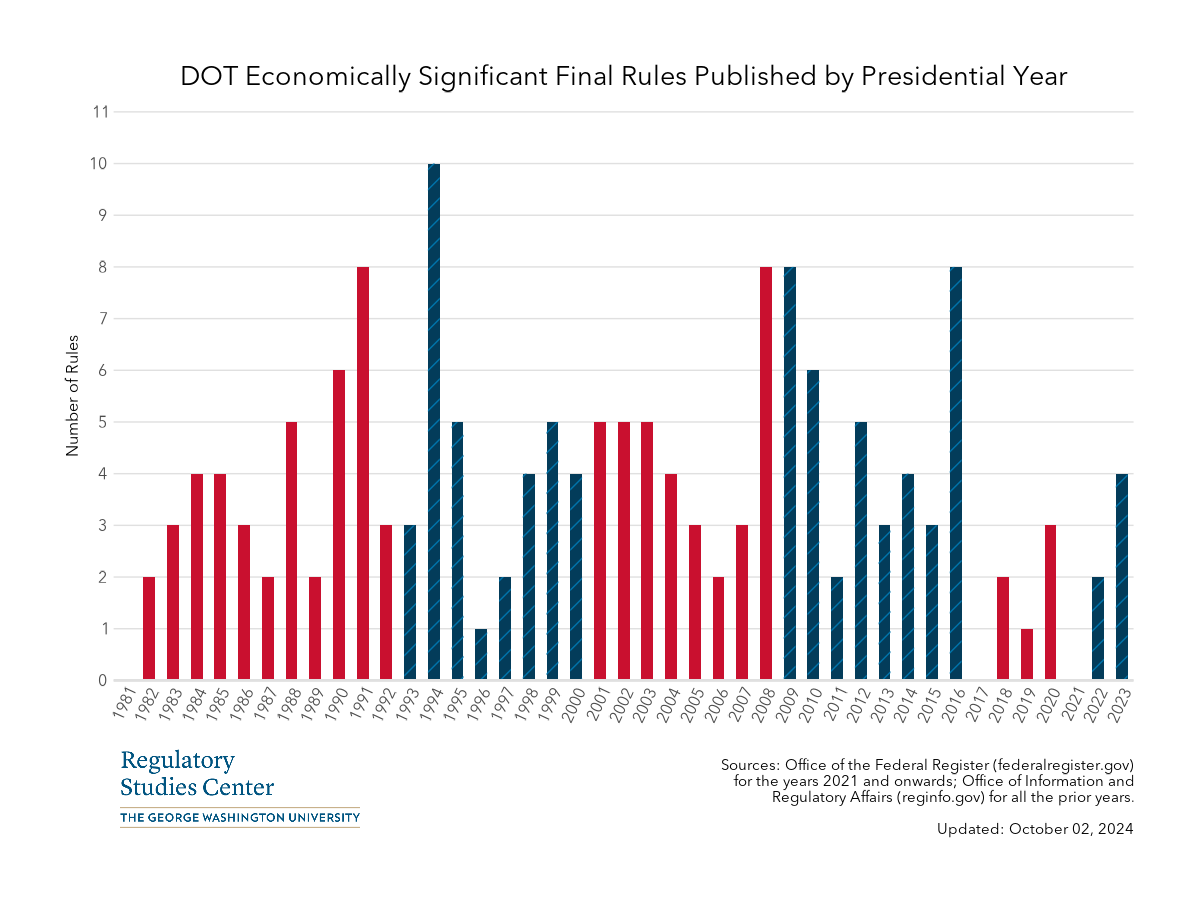 DOT Economically Significant Final Rules Published by Presidential Year
11
10
9
8
7
6
5
4
3
2
1
0
Number of Rules
1981 1982 1983 1984 1985 1986 1987 1988 1989 1990 1991 1992 1993 1994 1995 1996 1997 1998 1999 2000 2001 2002 2003 2004 2005 2006 2007 2008 2009 2010 2011 2012 2013 2014 2015 2016 2017 2018 2019 2020 2021 2022 2023
Regulatory
Studies Center
THE GEORGE WASHINGTON UNIVERSITY
Sources: Office of the Federal Register (federalregister.gov)
for the years 2021 and onwards; Office of Information and
Regulatory Affairs (reginfo.gov) for all the prior years.
Updated: October 02, 2024